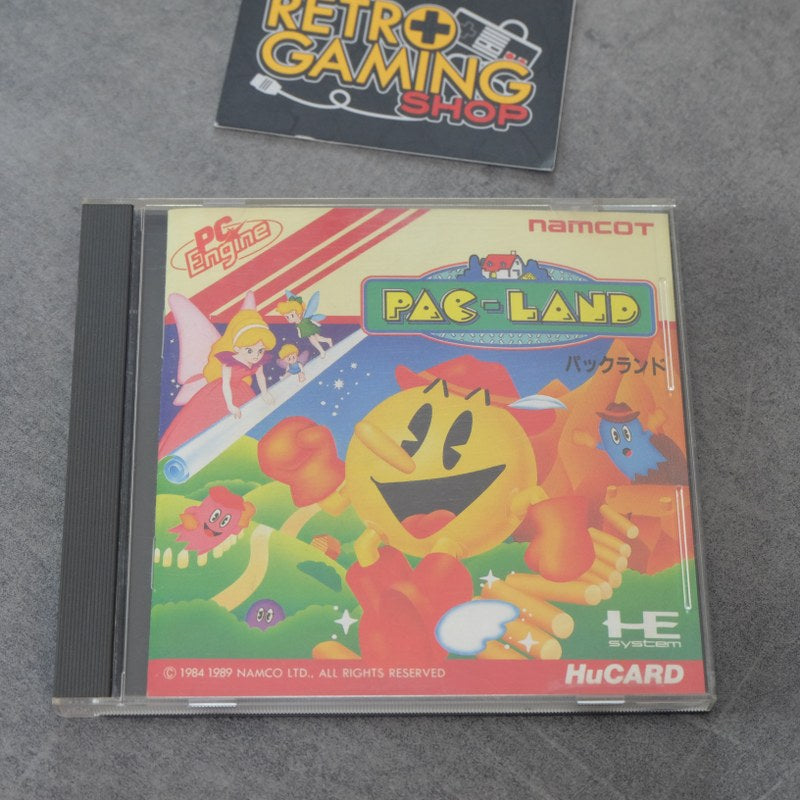 RETRO
GAMING
SHOP
PC
Engine
namcot
PAC-LAND
パックランド
HE
system
© 1984 1989 NAMCO LTD., ALL RIGHTS RESERVED
HuCARD